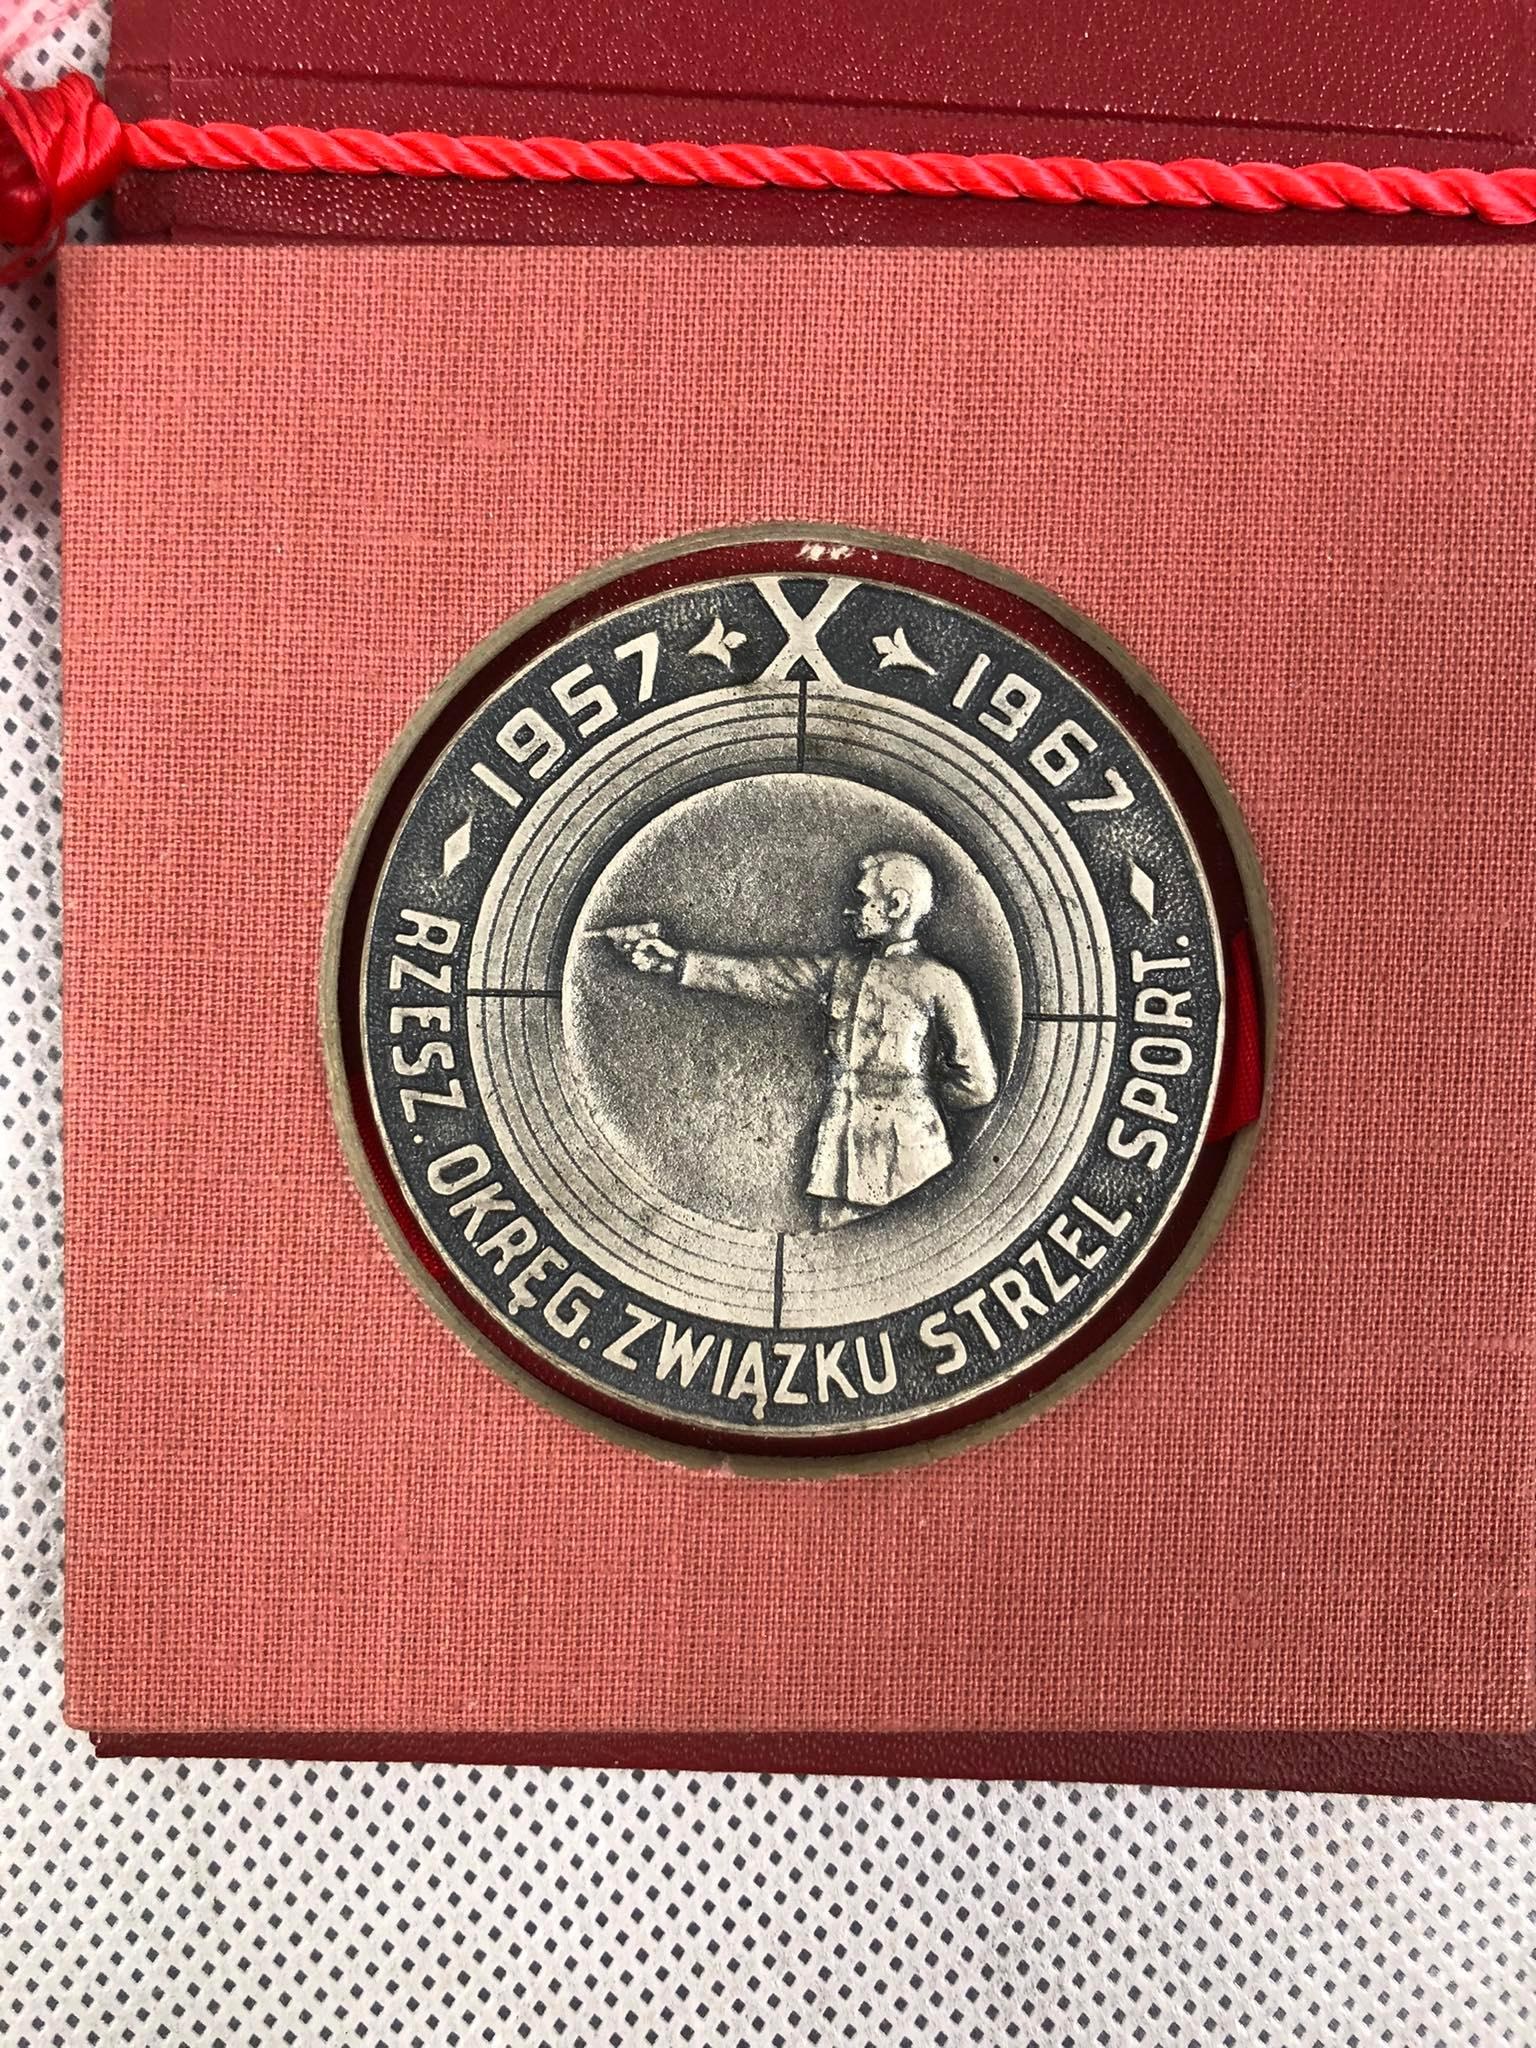 1957 X 1967
RZESZ. OKRĘG. ZWIĄZKU STRZEL. SPORT.